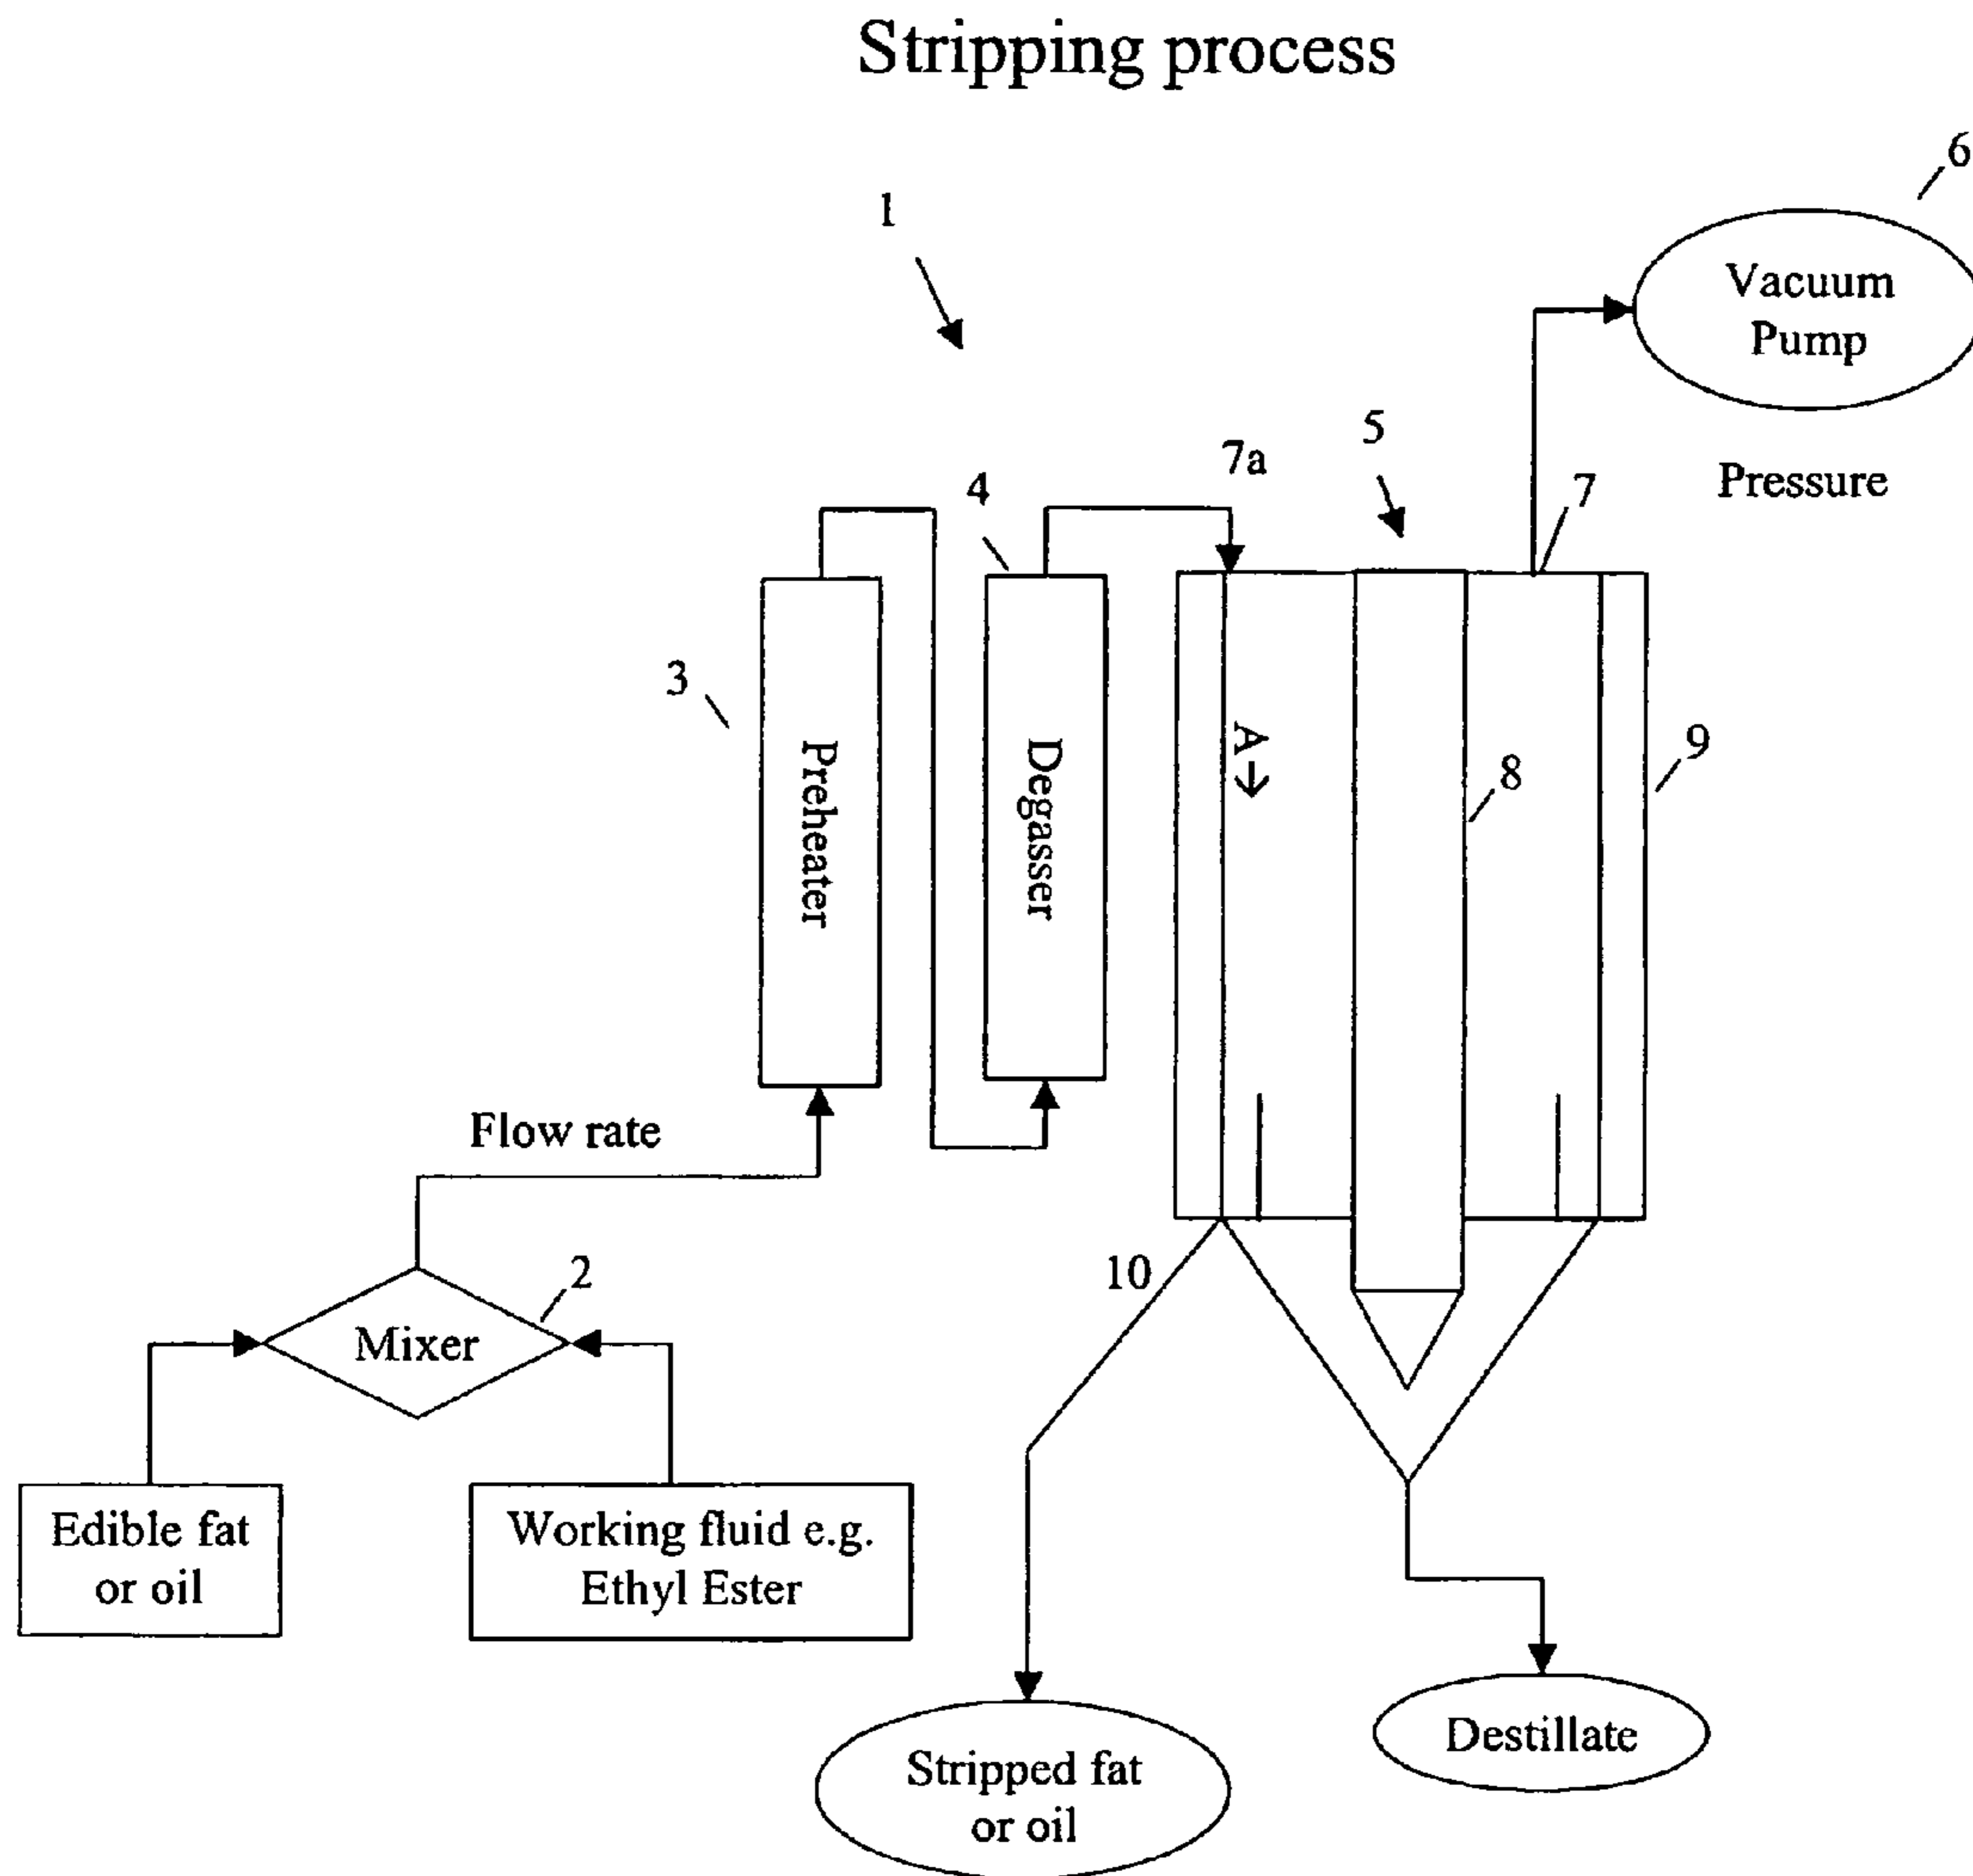 Stripping process
6
1
Vacuum
Pump
5
7a
4
7
Pressure
3
Preheater
Degasser
A
8
9
Flow rate
2
10
Mixer
Edible fat
or oil
Working fluid e.g.
Ethyl Ester
Destillate
Stripped fat
or oil